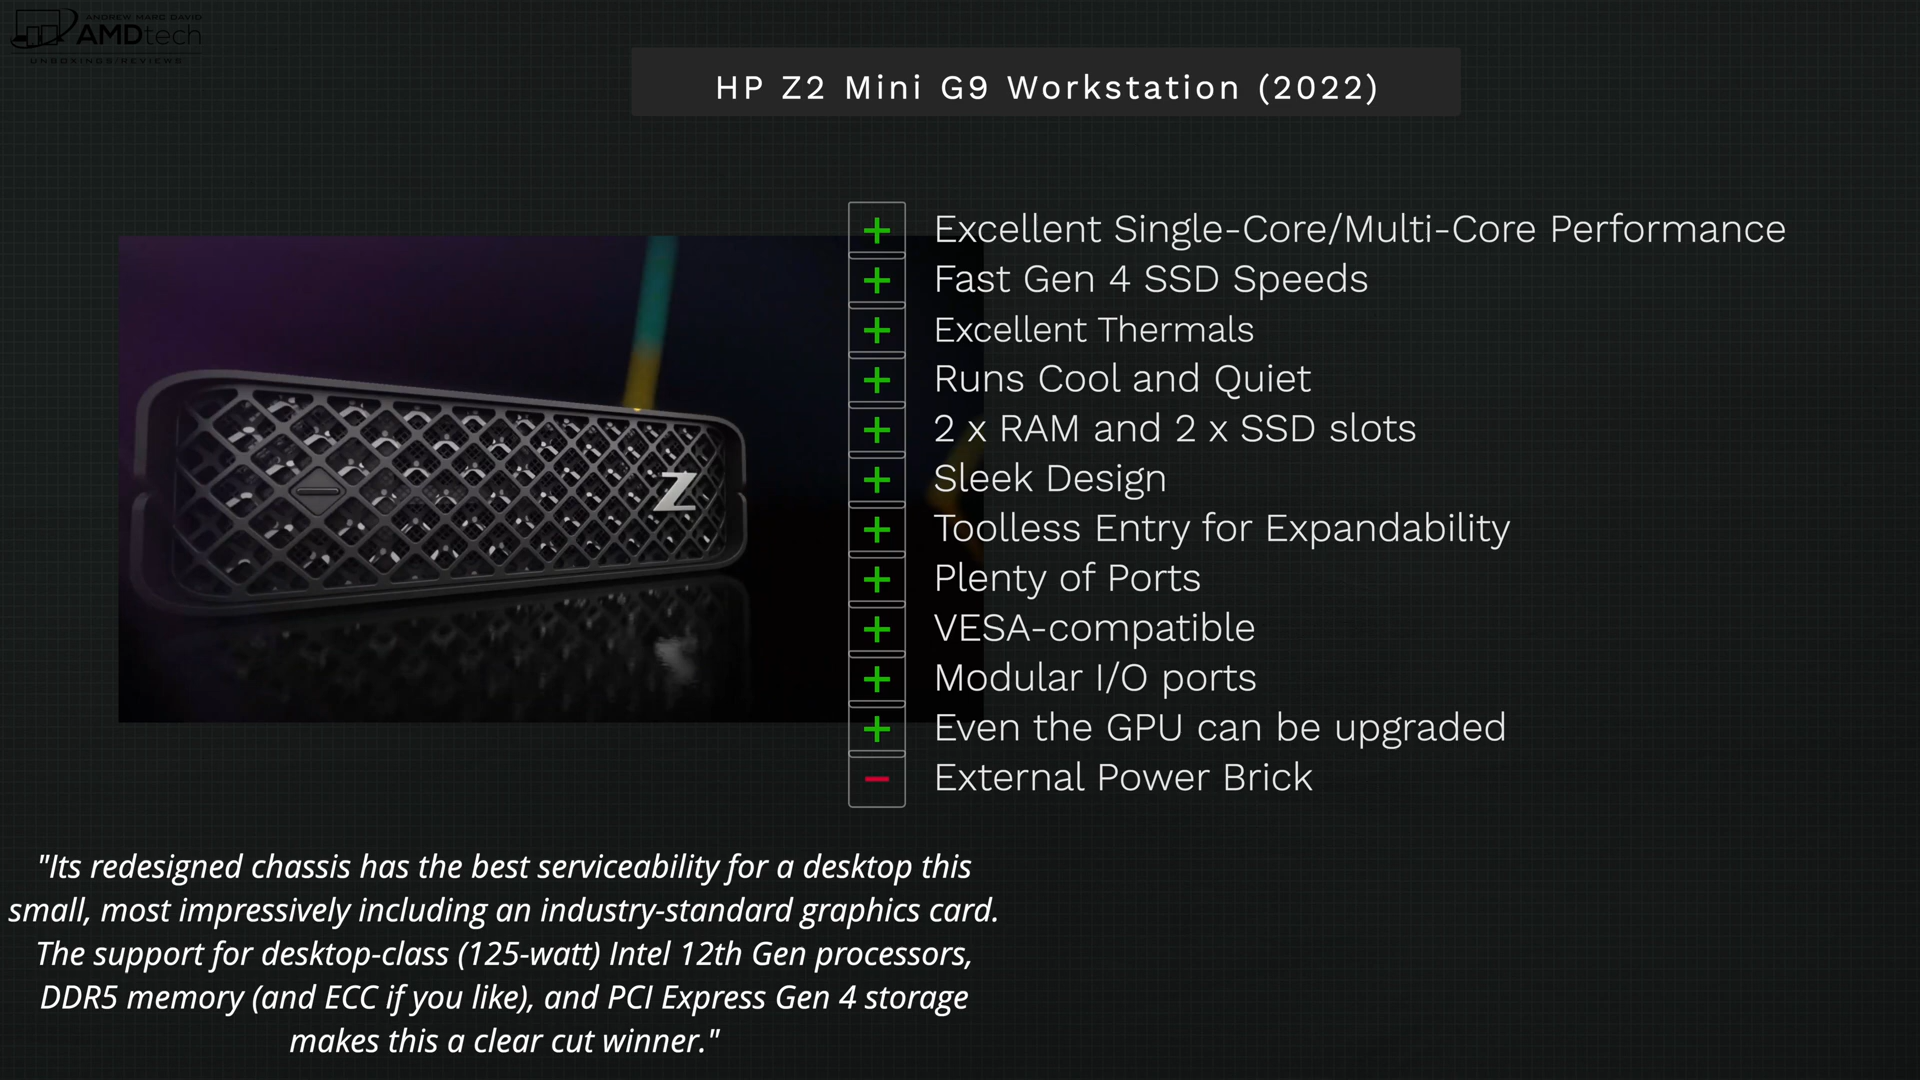 ANDREW MARC DAVID
AMDtech
UNBOXINGS/REVIEWS
HP Z2 Mini G9 Workstation (2022)
Excellent Single-Core/Multi-Core Performance
Fast Gen 4 SSD Speeds
Excellent Thermals
Runs Cool and Quiet
2 x RAM and 2 x SSD slots
Sleek Design
Toolless Entry for Expandability
Plenty of Ports
VESA-compatible
Modular I/O ports
Even the GPU can be upgraded
External Power Brick
Z
"Its redesigned chassis has the best serviceability for a desktop this
small, most impressively including an industry-standard graphics card.
The support for desktop-class (125-watt) Intel 12th Gen processors,
DDR5 memory (and ECC if you like), and PCI Express Gen 4 storage
makes this a clear cut winner."